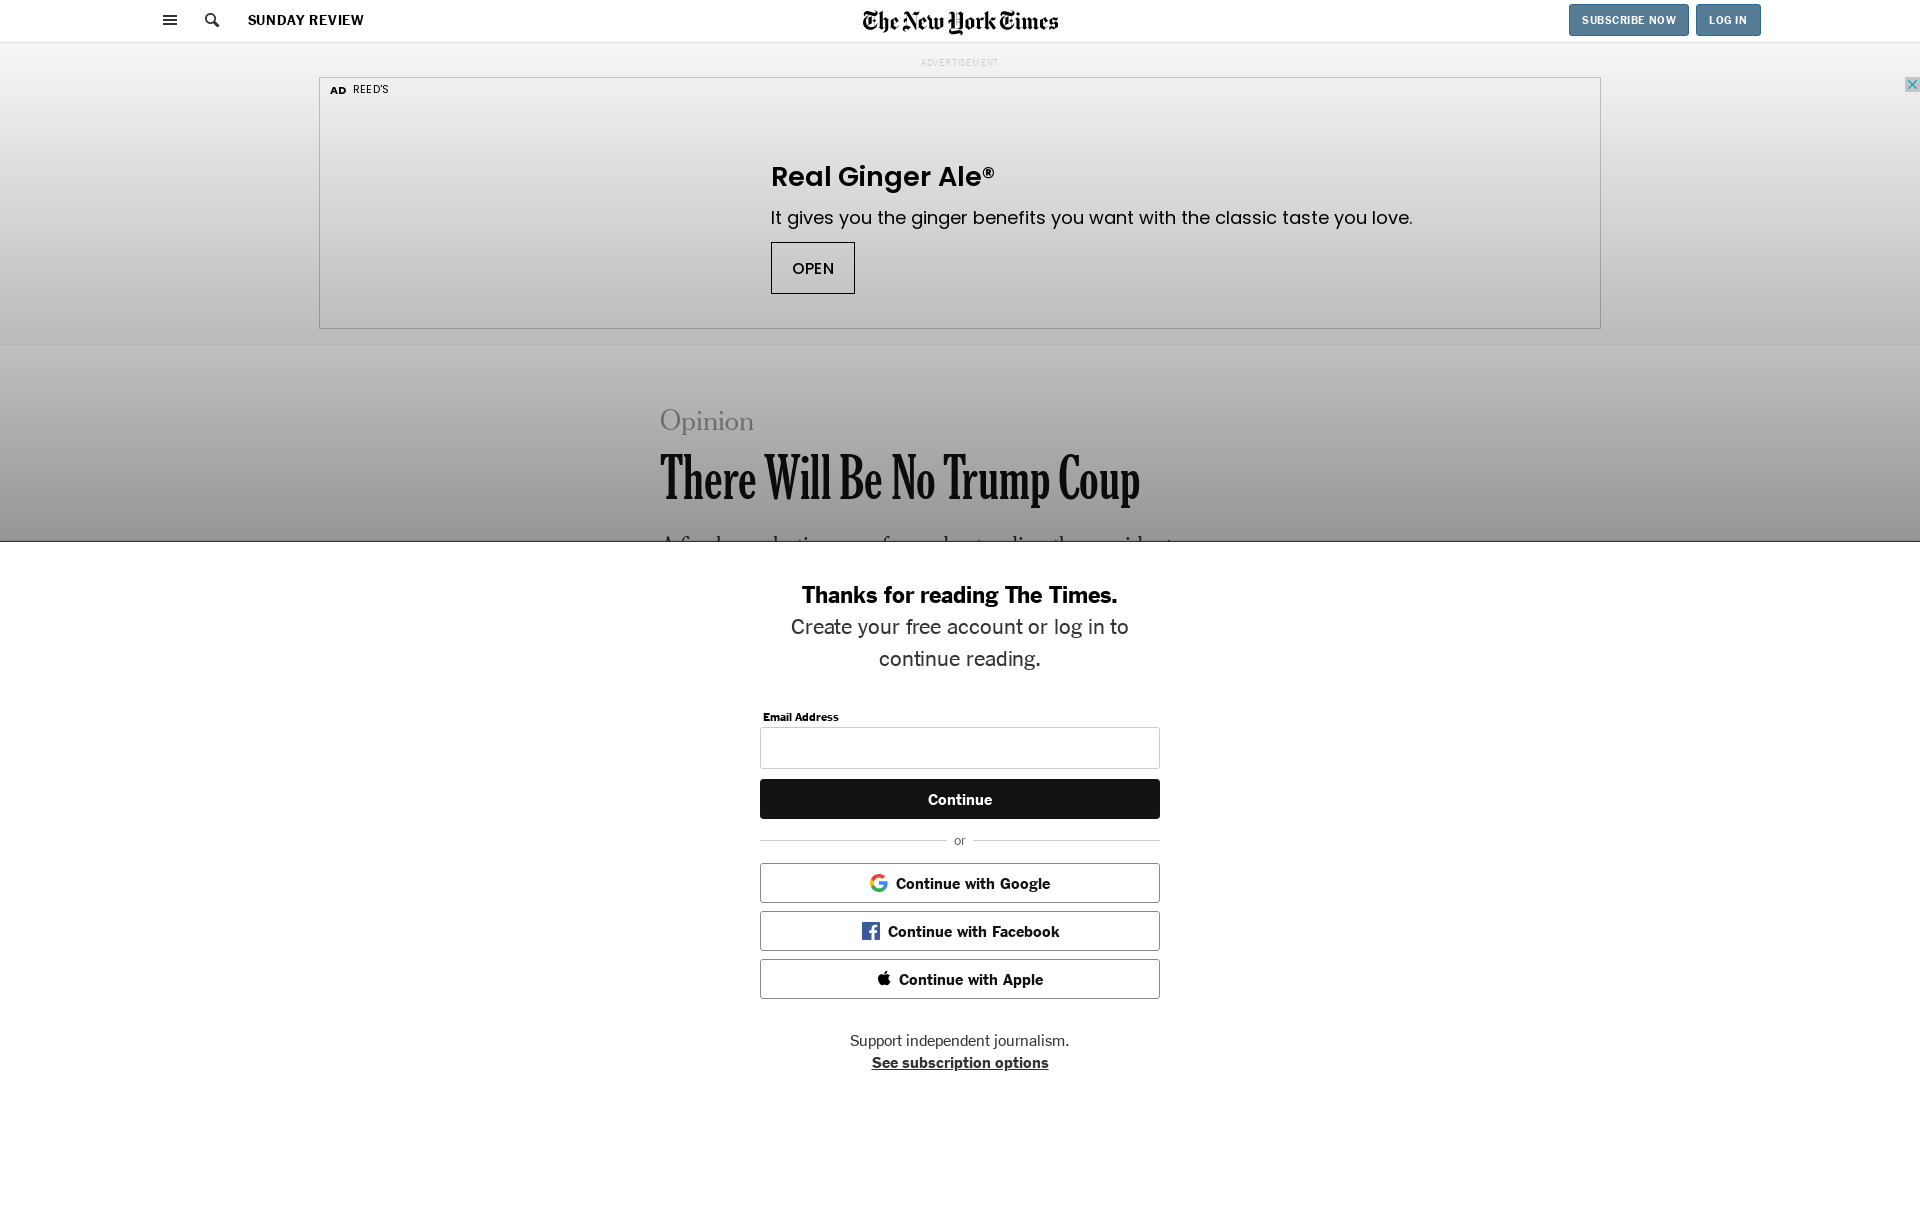 SUNDAY REVIEW
The New York Times
SUBSCRIBE NOW
LOG IN
ADVERTISEMENT
AD REED'S
Real Ginger Ale®
It gives you the ginger benefits you want with the classic taste you love.
OPEN
Opinion
There Will Be No Trump Coup
Thanks for reading The Times.
Create your free account or log in to
continue reading.
Email Address
Continue
or
Continue with Google
Continue with Facebook
Continue with Apple
Support independent journalism.
See subscription options